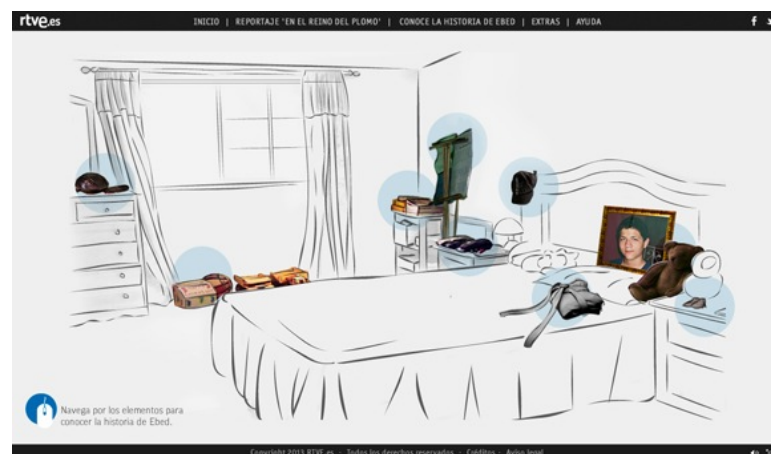 rtve.es
INICIO | REPORTAJE 'EN EL REINO DEL PLOMO' | CONOCE LA HISTORIA DE EBED | EXTRAS | AYUDA
Navega por los elementos para
conocer la historia de Ebed.
Copyright 2013 RTVE.es · Todos los derechos reservados · Créditos · Aviso legal